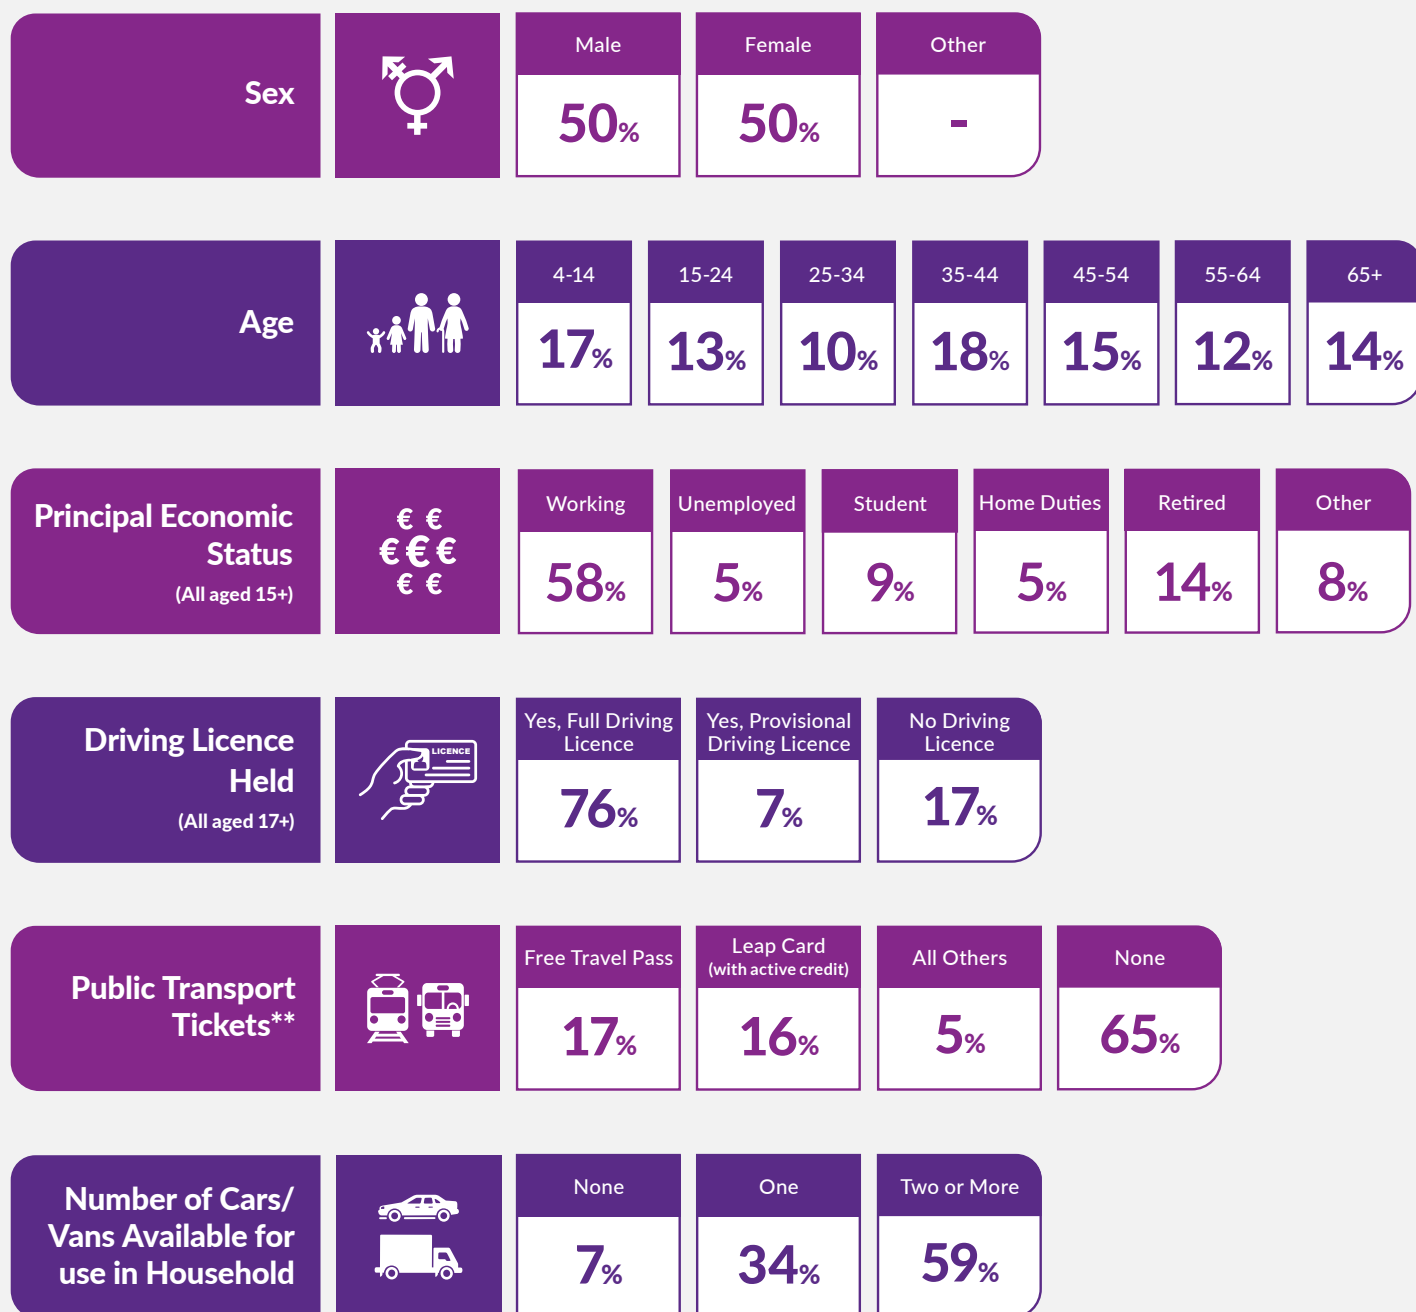 Sex
Male
Female
Other
50%
50%
-
Age
4-14
15-24
25-34
35-44
45-54
55-64
65+
17%
13%
10%
18%
15%
12%
14%
Principal Economic
Status
(All aged 15+)
Working
Unemployed
Student
Home Duties
Retired
Other
58%
5%
9%
5%
14%
8%
Driving Licence
Held
(All aged 17+)
LICENCE
Yes, Full Driving
Licence
Yes, Provisional
Driving Licence
No Driving
Licence
76%
7%
17%
Public Transport
Tickets**
Free Travel Pass
Leap Card
(with active credit)
All Others
None
17%
16%
5%
65%
Number of Cars/
Vans Available for
use in Household
None
One
Two or More
7%
34%
59%